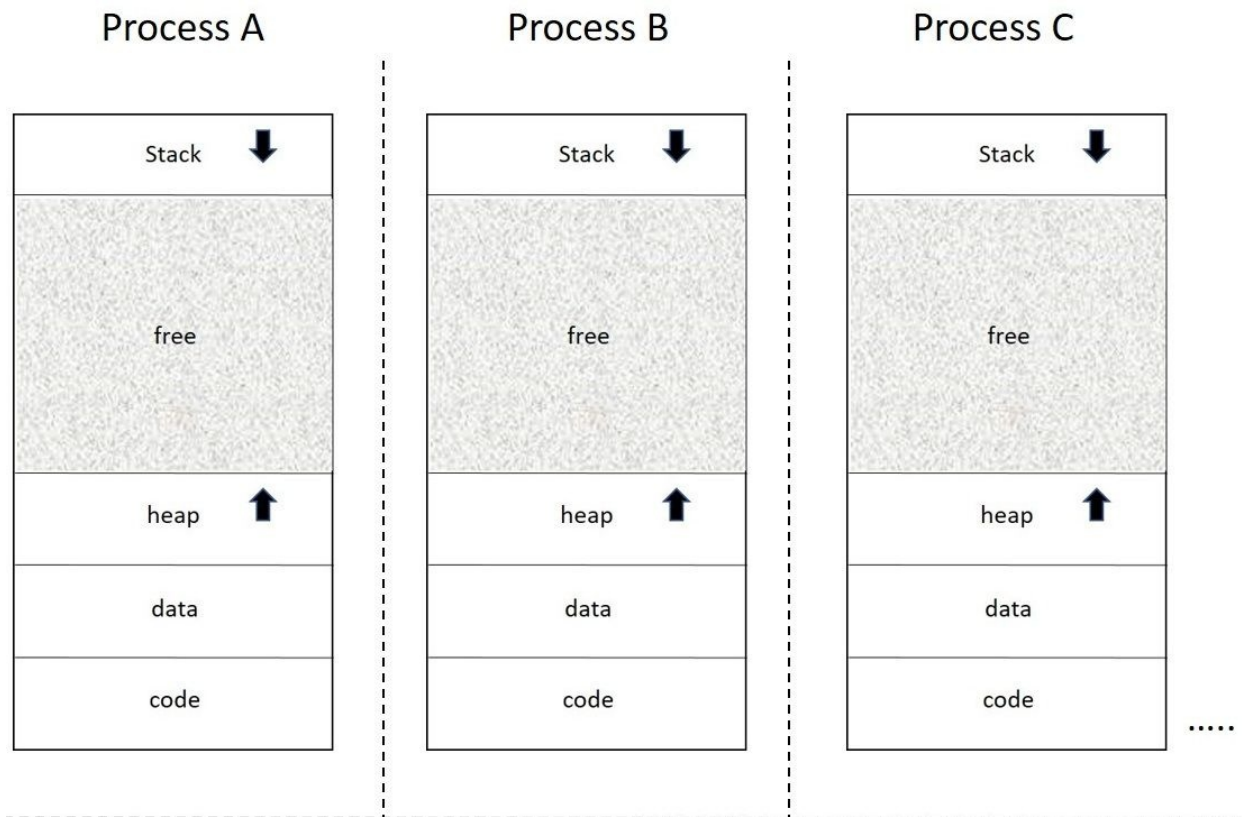 Process A
Process B
Process C
Stack
Stack
Stack
free
free
free
heap
heap
heap
data
data
data
code
code
code
.....